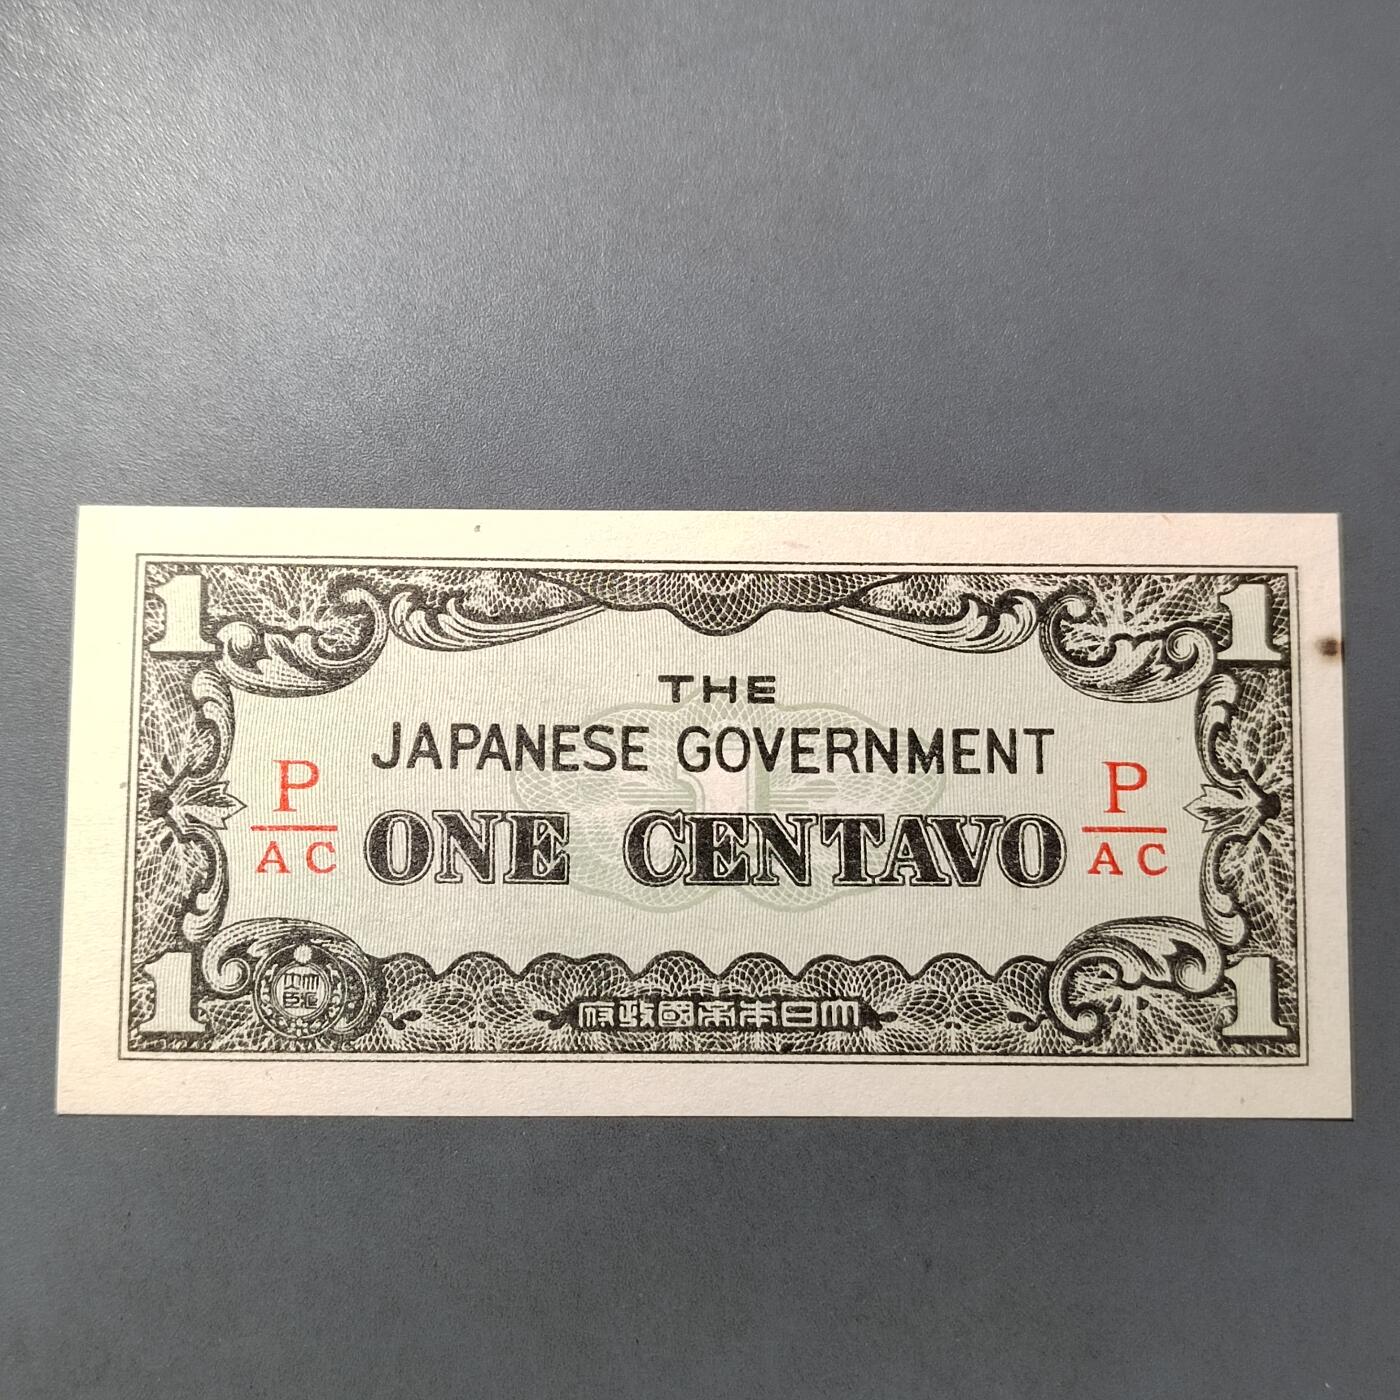 1 1
THE
JAPANESE GOVERNMENT
P P
AC AC
ONE CENTAVO
1 1
府政國帝本日大